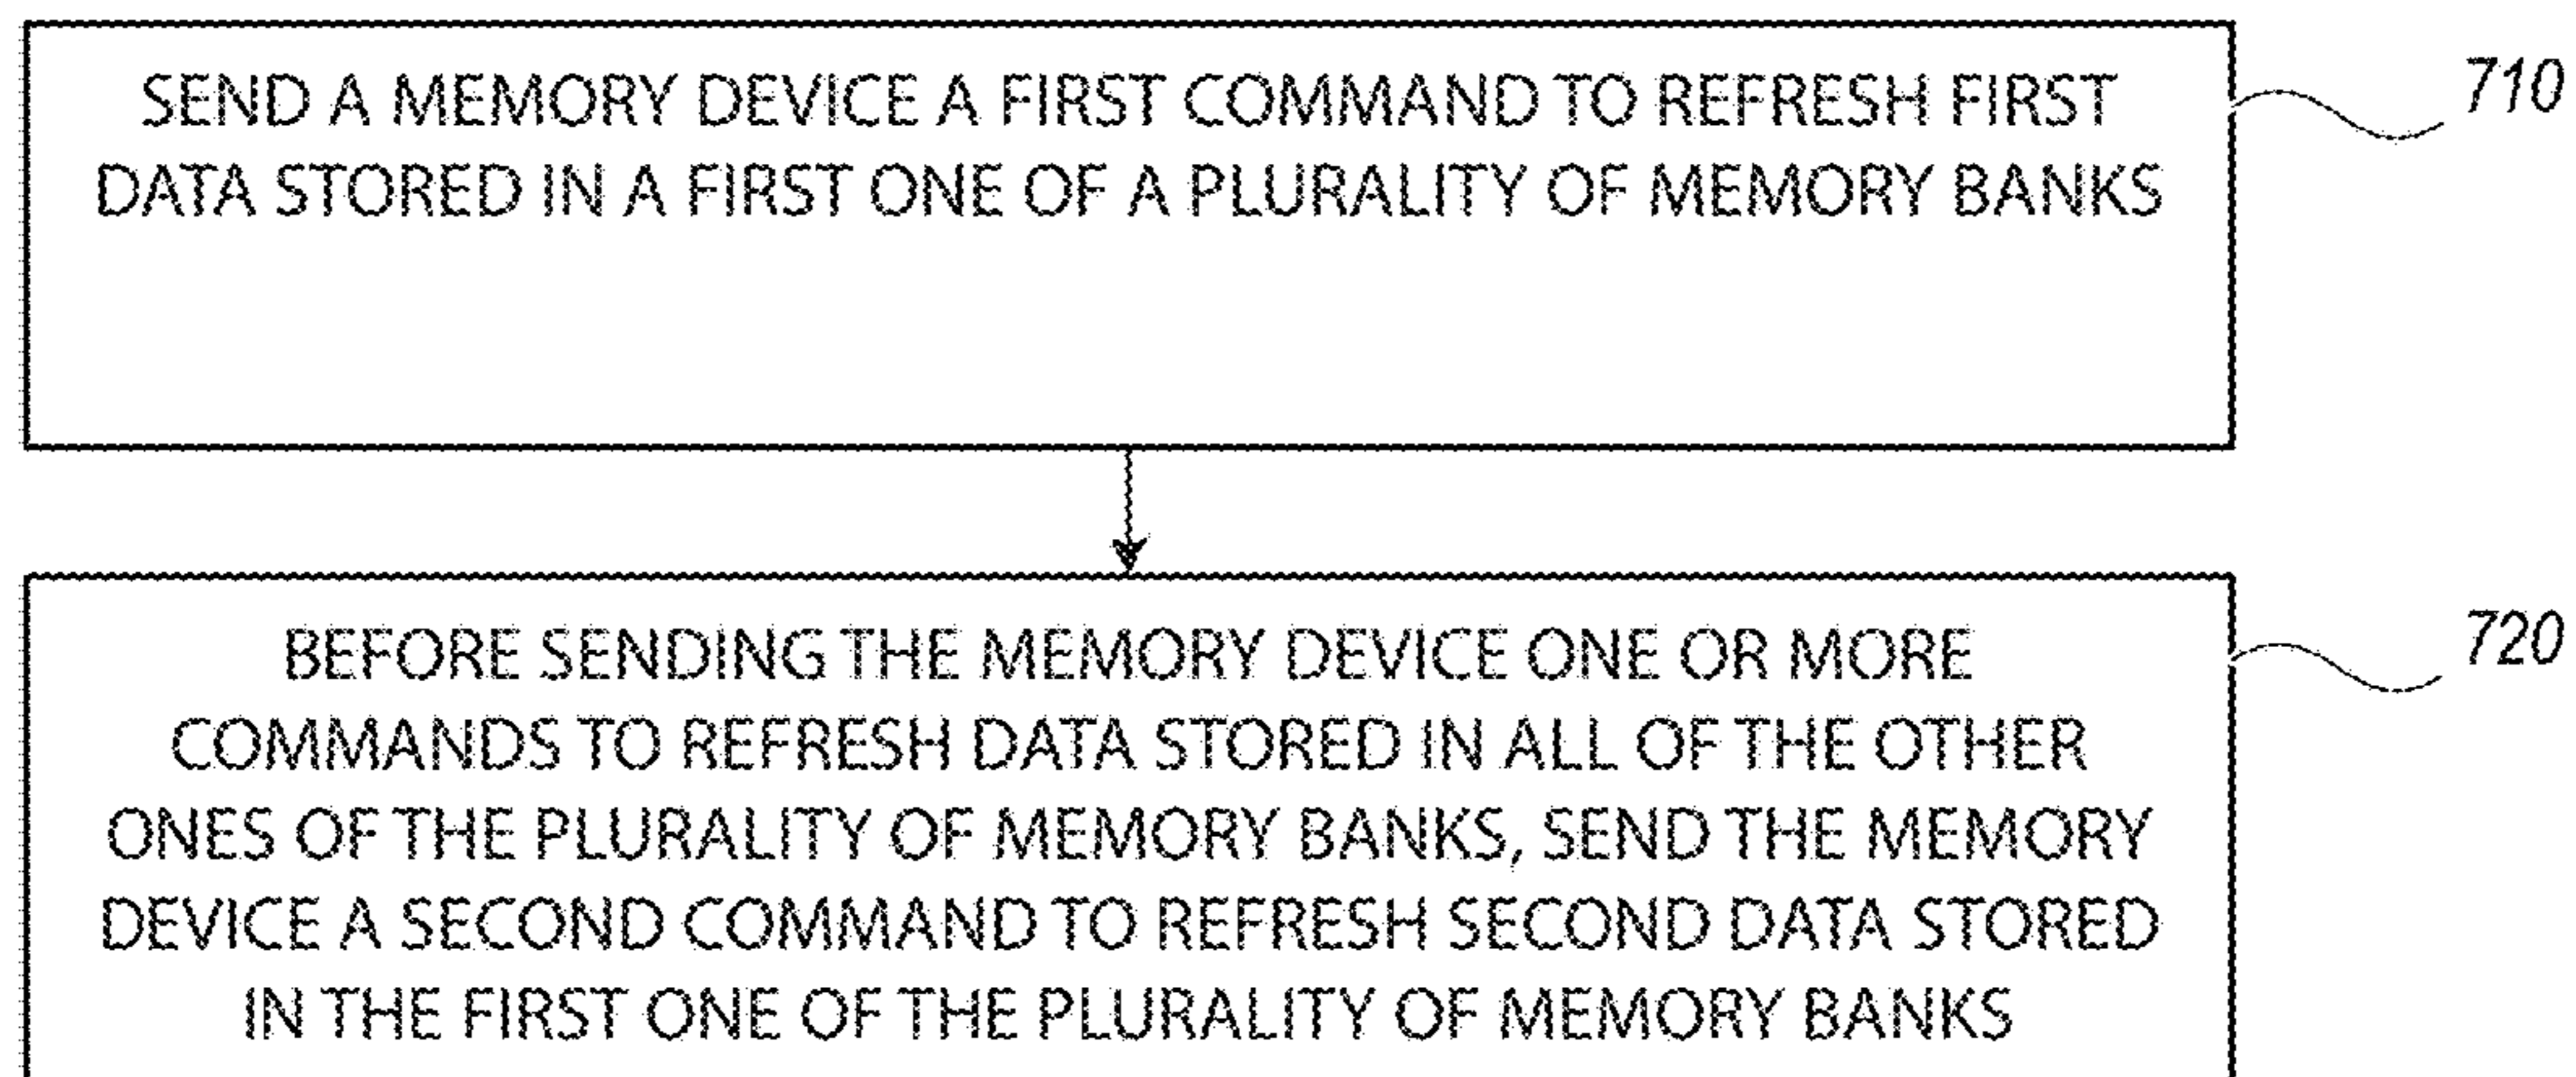 SEND A MEMORY DEVICE A FIRST COMMAND TO REFRESH FIRST
DATA STORED IN A FIRST ONE OF A PLURALITY OF MEMORY BANKS
710
BEFORE SENDING THE MEMORY DEVICE ONE OR MORE
COMMANDS TO REFRESH DATA STORED IN ALL OF THE OTHER
ONES OF THE PLURALITY OF MEMORY BANKS, SEND THE MEMORY
DEVICE A SECOND COMMAND TO REFRESH SECOND DATA STORED
IN THE FIRST ONE OF THE PLURALITY OF MEMORY BANKS
720